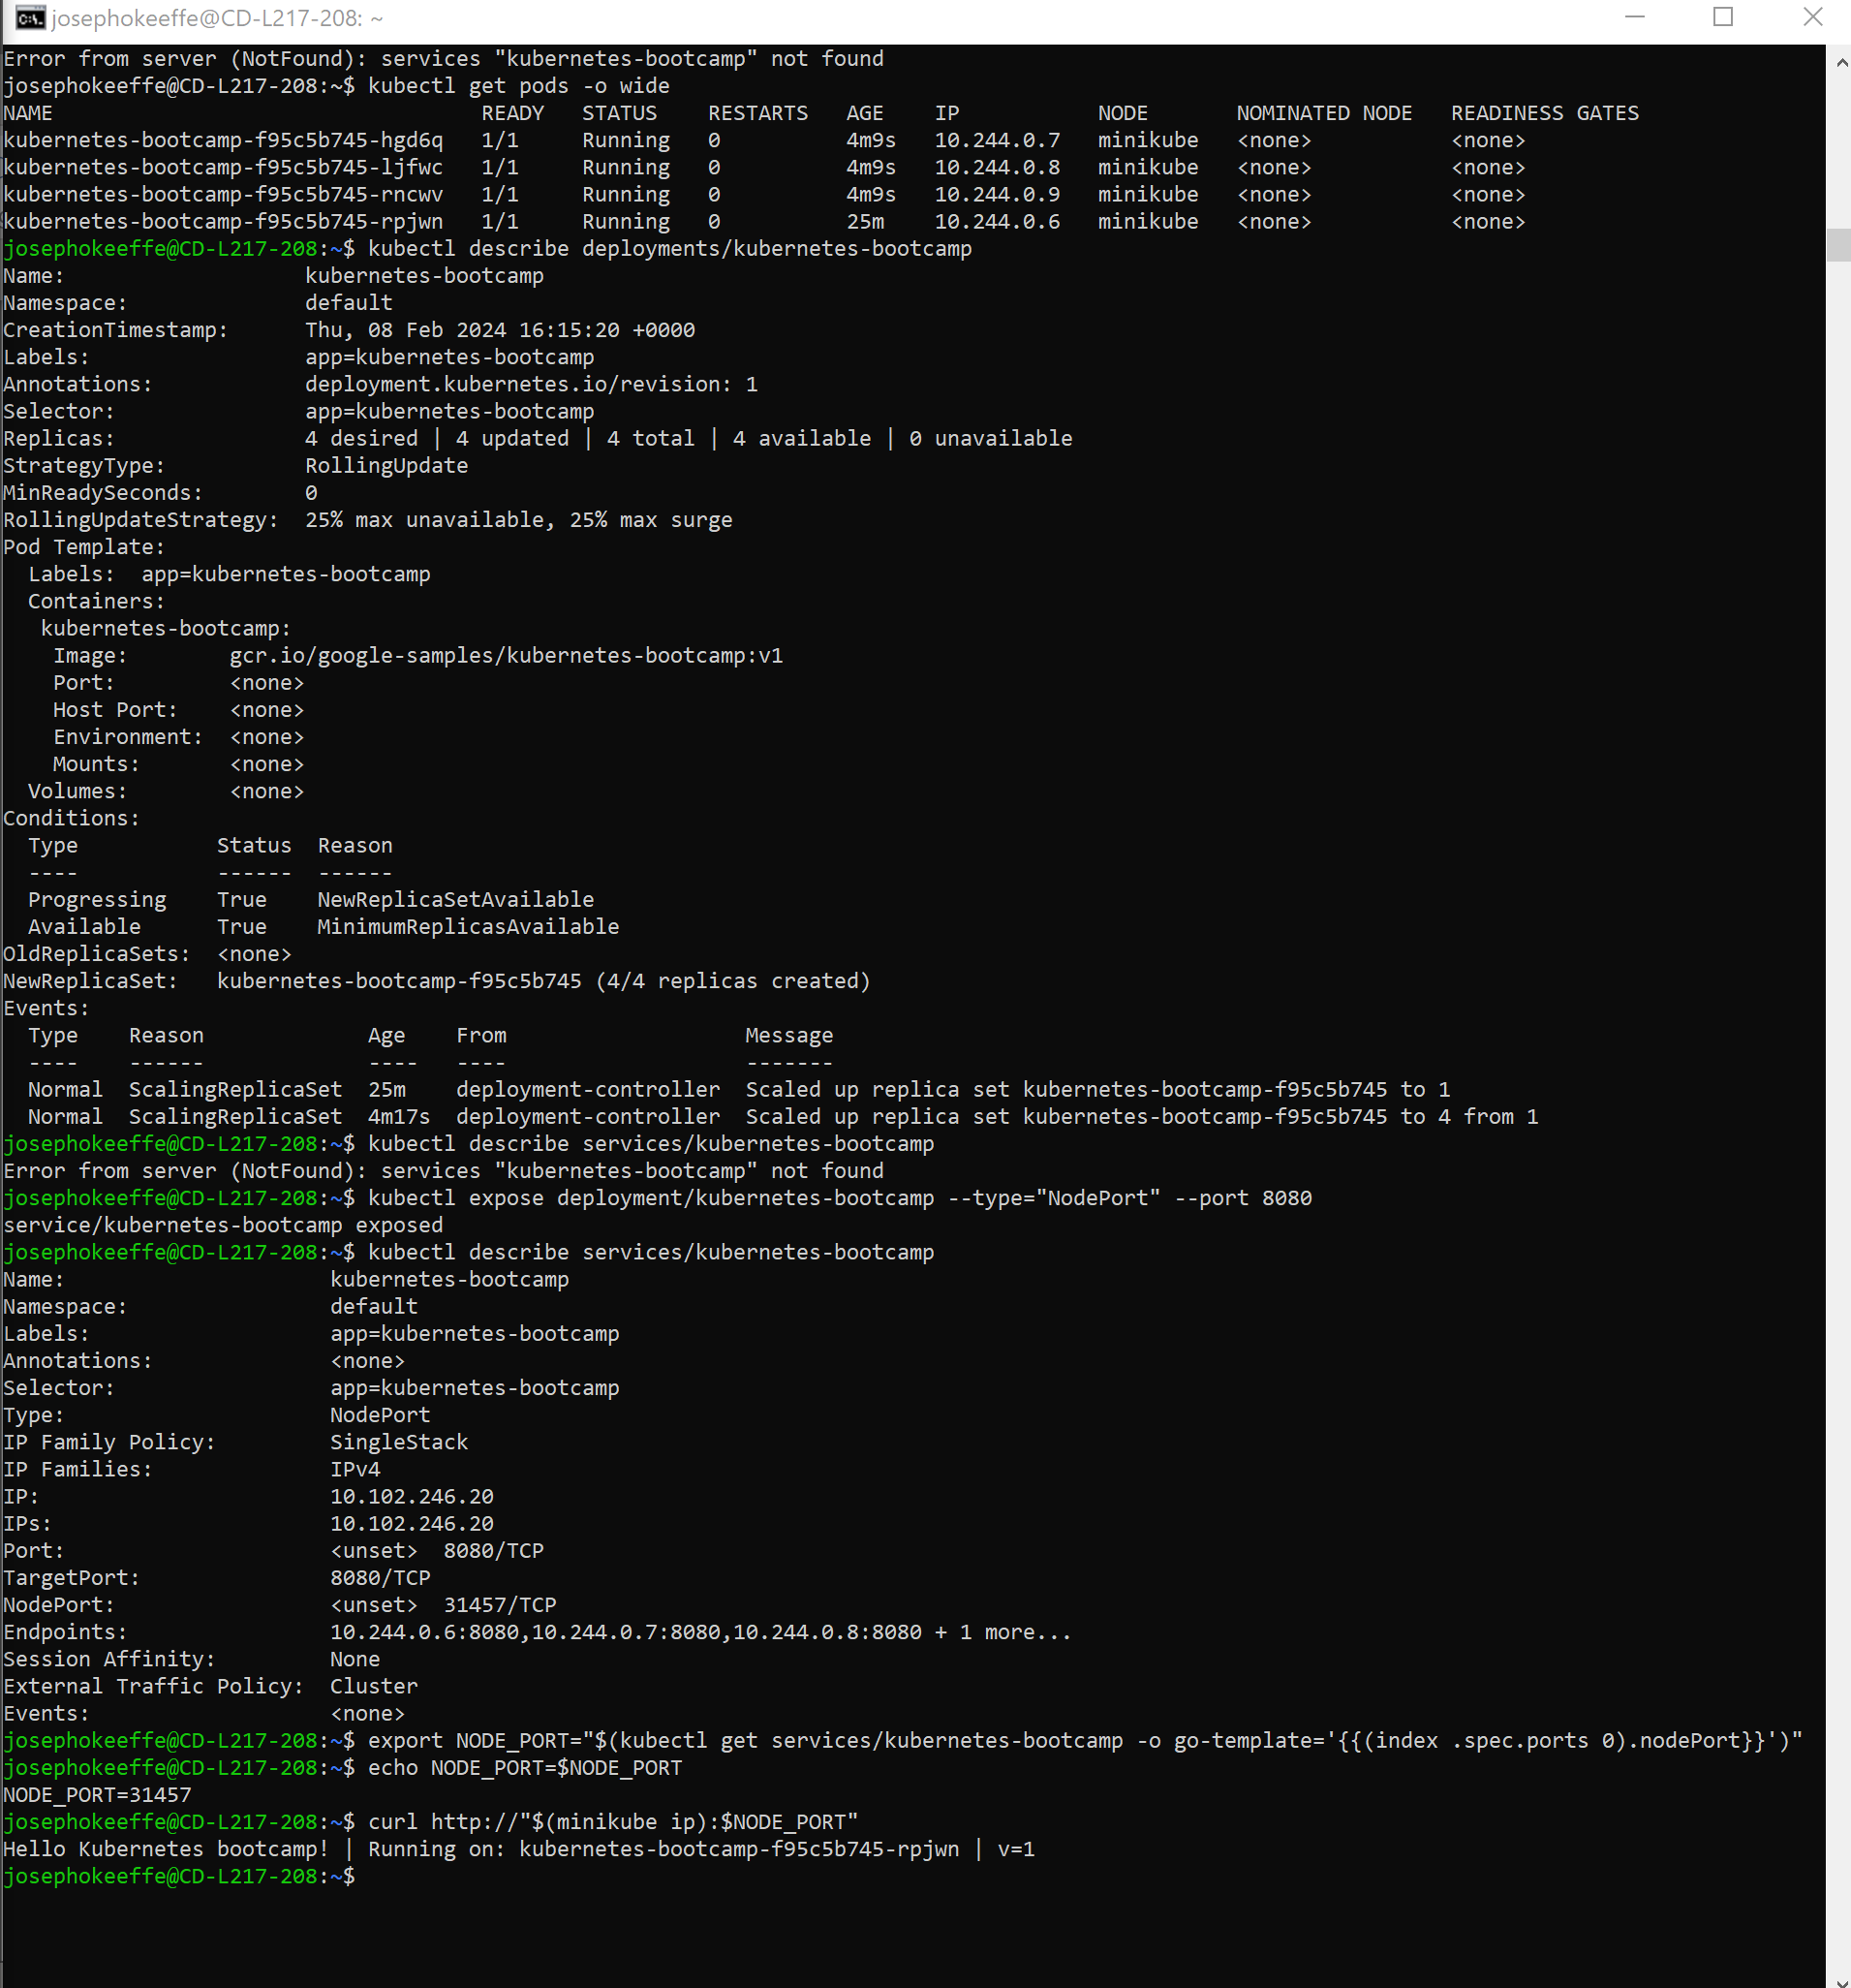 josephokeeffe@CD-L217-208: ~
Error from server (NotFound): services "kubernetes-bootcamp" not found
josephokeeffe@CD-L217-208:~$ kubectl get pods -o wide
NAME                                  READY   STATUS    RESTARTS   AGE    IP           NODE       NOMINATED NODE   READINESS GATES
kubernetes-bootcamp-f95c5b745-hgd6q   1/1     Running   0          4m9s   10.244.0.7   minikube   <none>           <none>
kubernetes-bootcamp-f95c5b745-ljfwc   1/1     Running   0          4m9s   10.244.0.8   minikube   <none>           <none>
kubernetes-bootcamp-f95c5b745-rncwv   1/1     Running   0          4m9s   10.244.0.9   minikube   <none>           <none>
kubernetes-bootcamp-f95c5b745-rpjwn   1/1     Running   0          25m    10.244.0.6   minikube   <none>           <none>
josephokeeffe@CD-L217-208:~$ kubectl describe deployments/kubernetes-bootcamp
Name:                   kubernetes-bootcamp
Namespace:              default
CreationTimestamp:      Thu, 08 Feb 2024 16:15:20 +0000
Labels:                 app=kubernetes-bootcamp
Annotations:            deployment.kubernetes.io/revision: 1
Selector:               app=kubernetes-bootcamp
Replicas:               4 desired | 4 updated | 4 total | 4 available | 0 unavailable
StrategyType:           RollingUpdate
MinReadySeconds:        0
RollingUpdateStrategy:  25% max unavailable, 25% max surge
Pod Template:
  Labels:  app=kubernetes-bootcamp
  Containers:
   kubernetes-bootcamp:
    Image:        gcr.io/google-samples/kubernetes-bootcamp:v1
    Port:         <none>
    Host Port:    <none>
    Environment:  <none>
    Mounts:       <none>
  Volumes:        <none>
Conditions:
  Type           Status  Reason
  ----           ------  ------
  Progressing    True    NewReplicaSetAvailable
  Available      True    MinimumReplicasAvailable
OldReplicaSets:  <none>
NewReplicaSet:   kubernetes-bootcamp-f95c5b745 (4/4 replicas created)
Events:
  Type    Reason             Age    From                   Message
  ----    ------             ----   ----                   -------
  Normal  ScalingReplicaSet  25m    deployment-controller  Scaled up replica set kubernetes-bootcamp-f95c5b745 to 1
  Normal  ScalingReplicaSet  4m17s  deployment-controller  Scaled up replica set kubernetes-bootcamp-f95c5b745 to 4 from 1
josephokeeffe@CD-L217-208:~$ kubectl describe services/kubernetes-bootcamp
Error from server (NotFound): services "kubernetes-bootcamp" not found
josephokeeffe@CD-L217-208:~$ kubectl expose deployment/kubernetes-bootcamp --type="NodePort" --port 8080
service/kubernetes-bootcamp exposed
josephokeeffe@CD-L217-208:~$ kubectl describe services/kubernetes-bootcamp
Name:                     kubernetes-bootcamp
Namespace:                default
Labels:                   app=kubernetes-bootcamp
Annotations:              <none>
Selector:                 app=kubernetes-bootcamp
Type:                     NodePort
IP Family Policy:         SingleStack
IP Families:              IPv4
IP:                       10.102.246.20
IPs:                      10.102.246.20
Port:                     <unset>  8080/TCP
TargetPort:               8080/TCP
NodePort:                 <unset>  31457/TCP
Endpoints:                10.244.0.6:8080,10.244.0.7:8080,10.244.0.8:8080 + 1 more...
Session Affinity:         None
External Traffic Policy:  Cluster
Events:                   <none>
josephokeeffe@CD-L217-208:~$ export NODE_PORT="$(kubectl get services/kubernetes-bootcamp -o go-template='{{(index .spec.ports 0).nodePort}}')"
josephokeeffe@CD-L217-208:~$ echo NODE_PORT=$NODE_PORT
NODE_PORT=31457
josephokeeffe@CD-L217-208:~$ curl http://"$(minikube ip):$NODE_PORT"
Hello Kubernetes bootcamp! | Running on: kubernetes-bootcamp-f95c5b745-rpjwn | v=1
josephokeeffe@CD-L217-208:~$